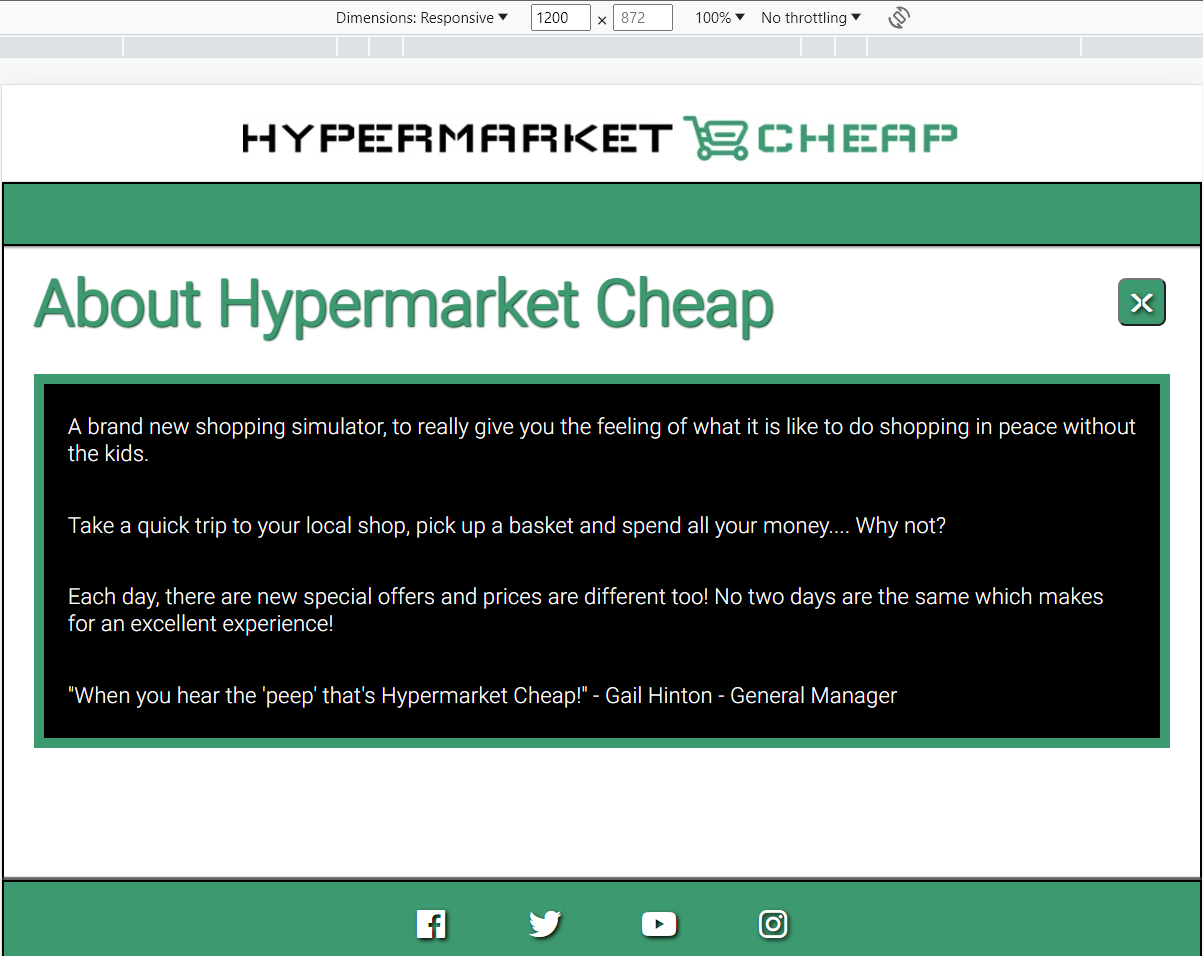 Dimensions: Responsive 1200 × 872 100% No throttling
HYPERMARKET CHEAP
About Hypermarket Cheap
A brand new shopping simulator, to really give you the feeling of what it is like to do shopping in peace without
the kids.
Take a quick trip to your local shop, pick up a basket and spend all your money.... Why not?
Each day, there are new special offers and prices are different too! No two days are the same which makes
for an excellent experience!
"When you hear the 'peep' that's Hypermarket Cheap!" - Gail Hinton - General Manager